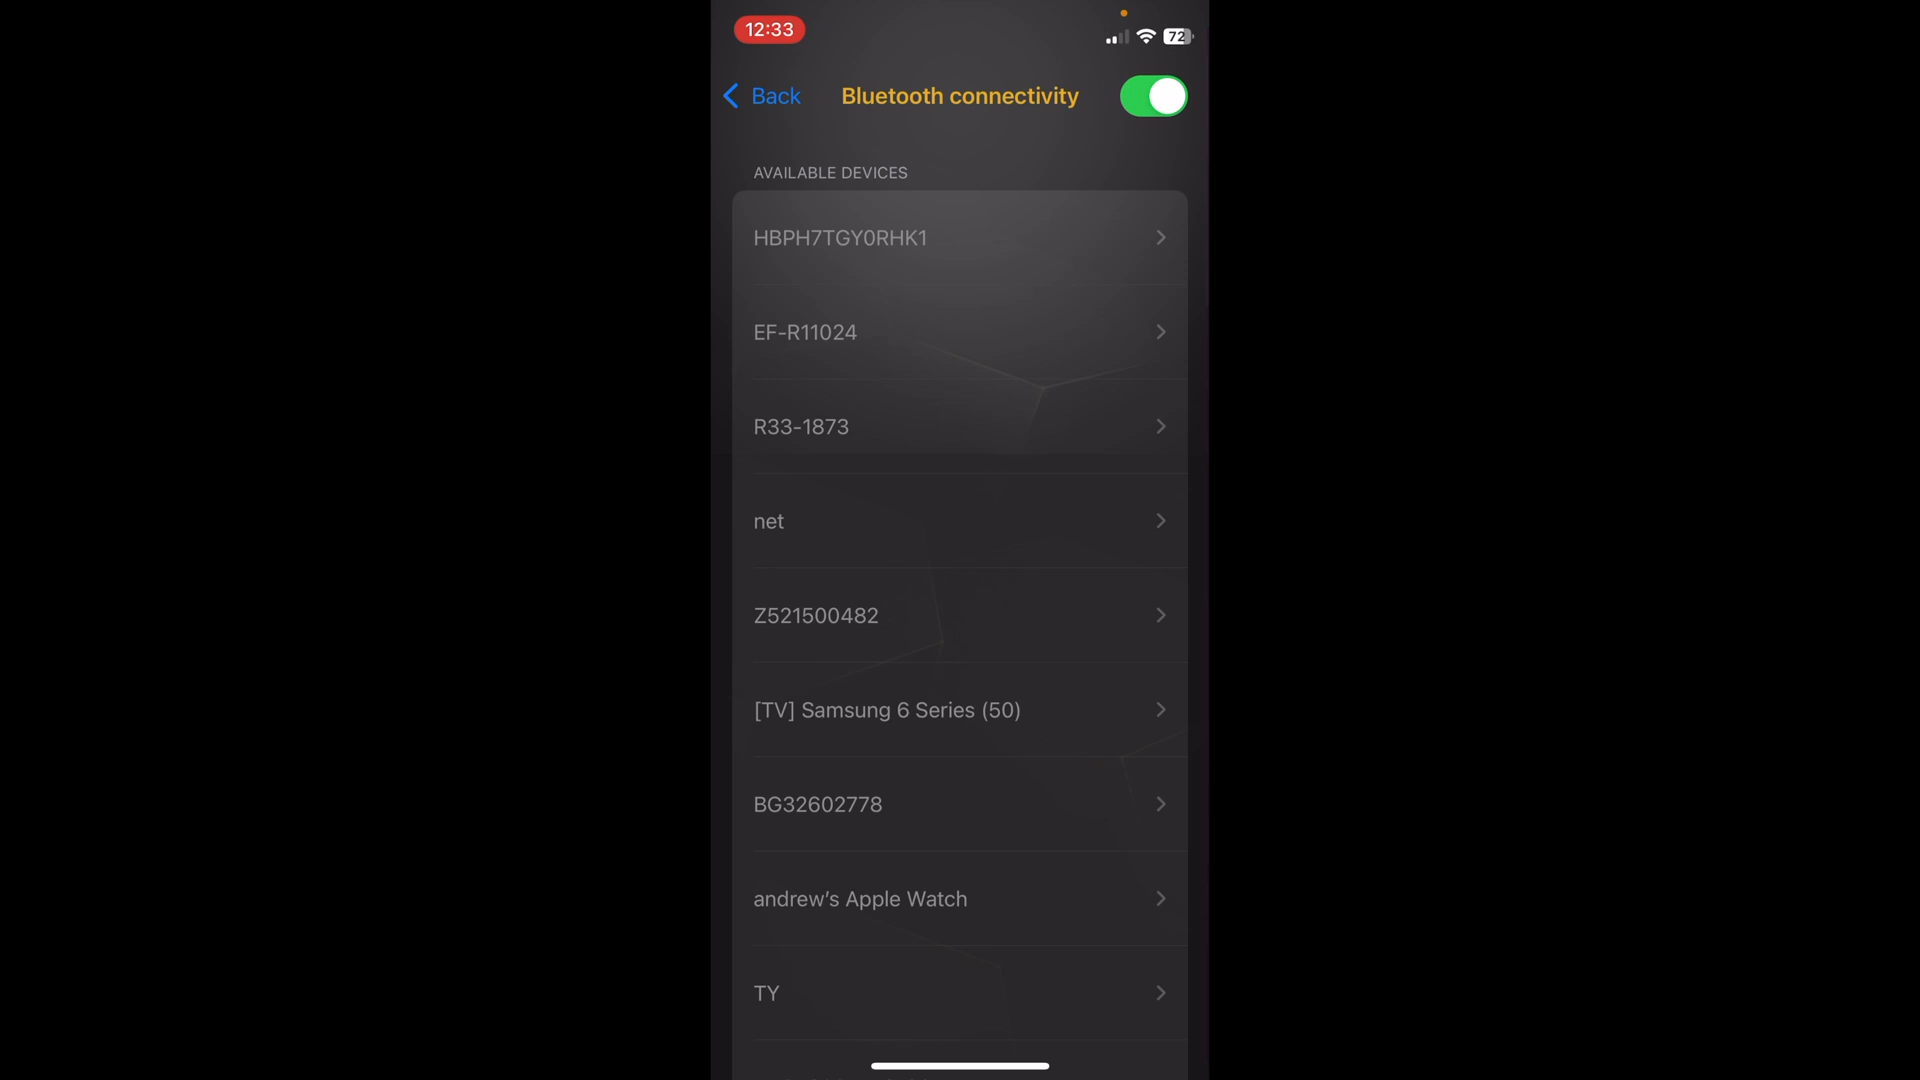 12:33
72
Back
Bluetooth connectivity
AVAILABLE DEVICES
HBPH7TGY0RHK1
EF-R11024
R33-1873
net
Z521500482
[TV] Samsung 6 Series (50)
BG32602778
andrew’s Apple Watch
TY